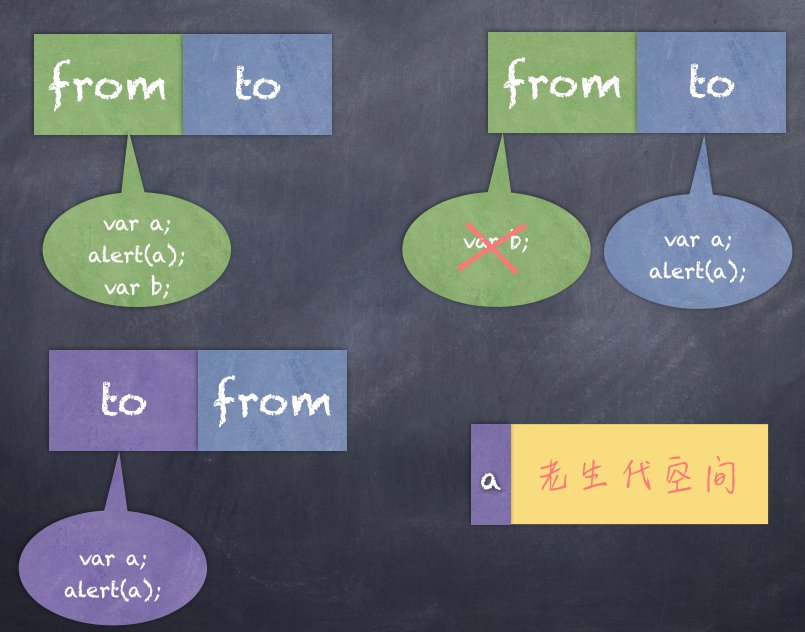 from to
var a;
alert(a);
var b;
from to
var b;
var a;
alert(a);
to from
var a;
alert(a);
a 老生代空间